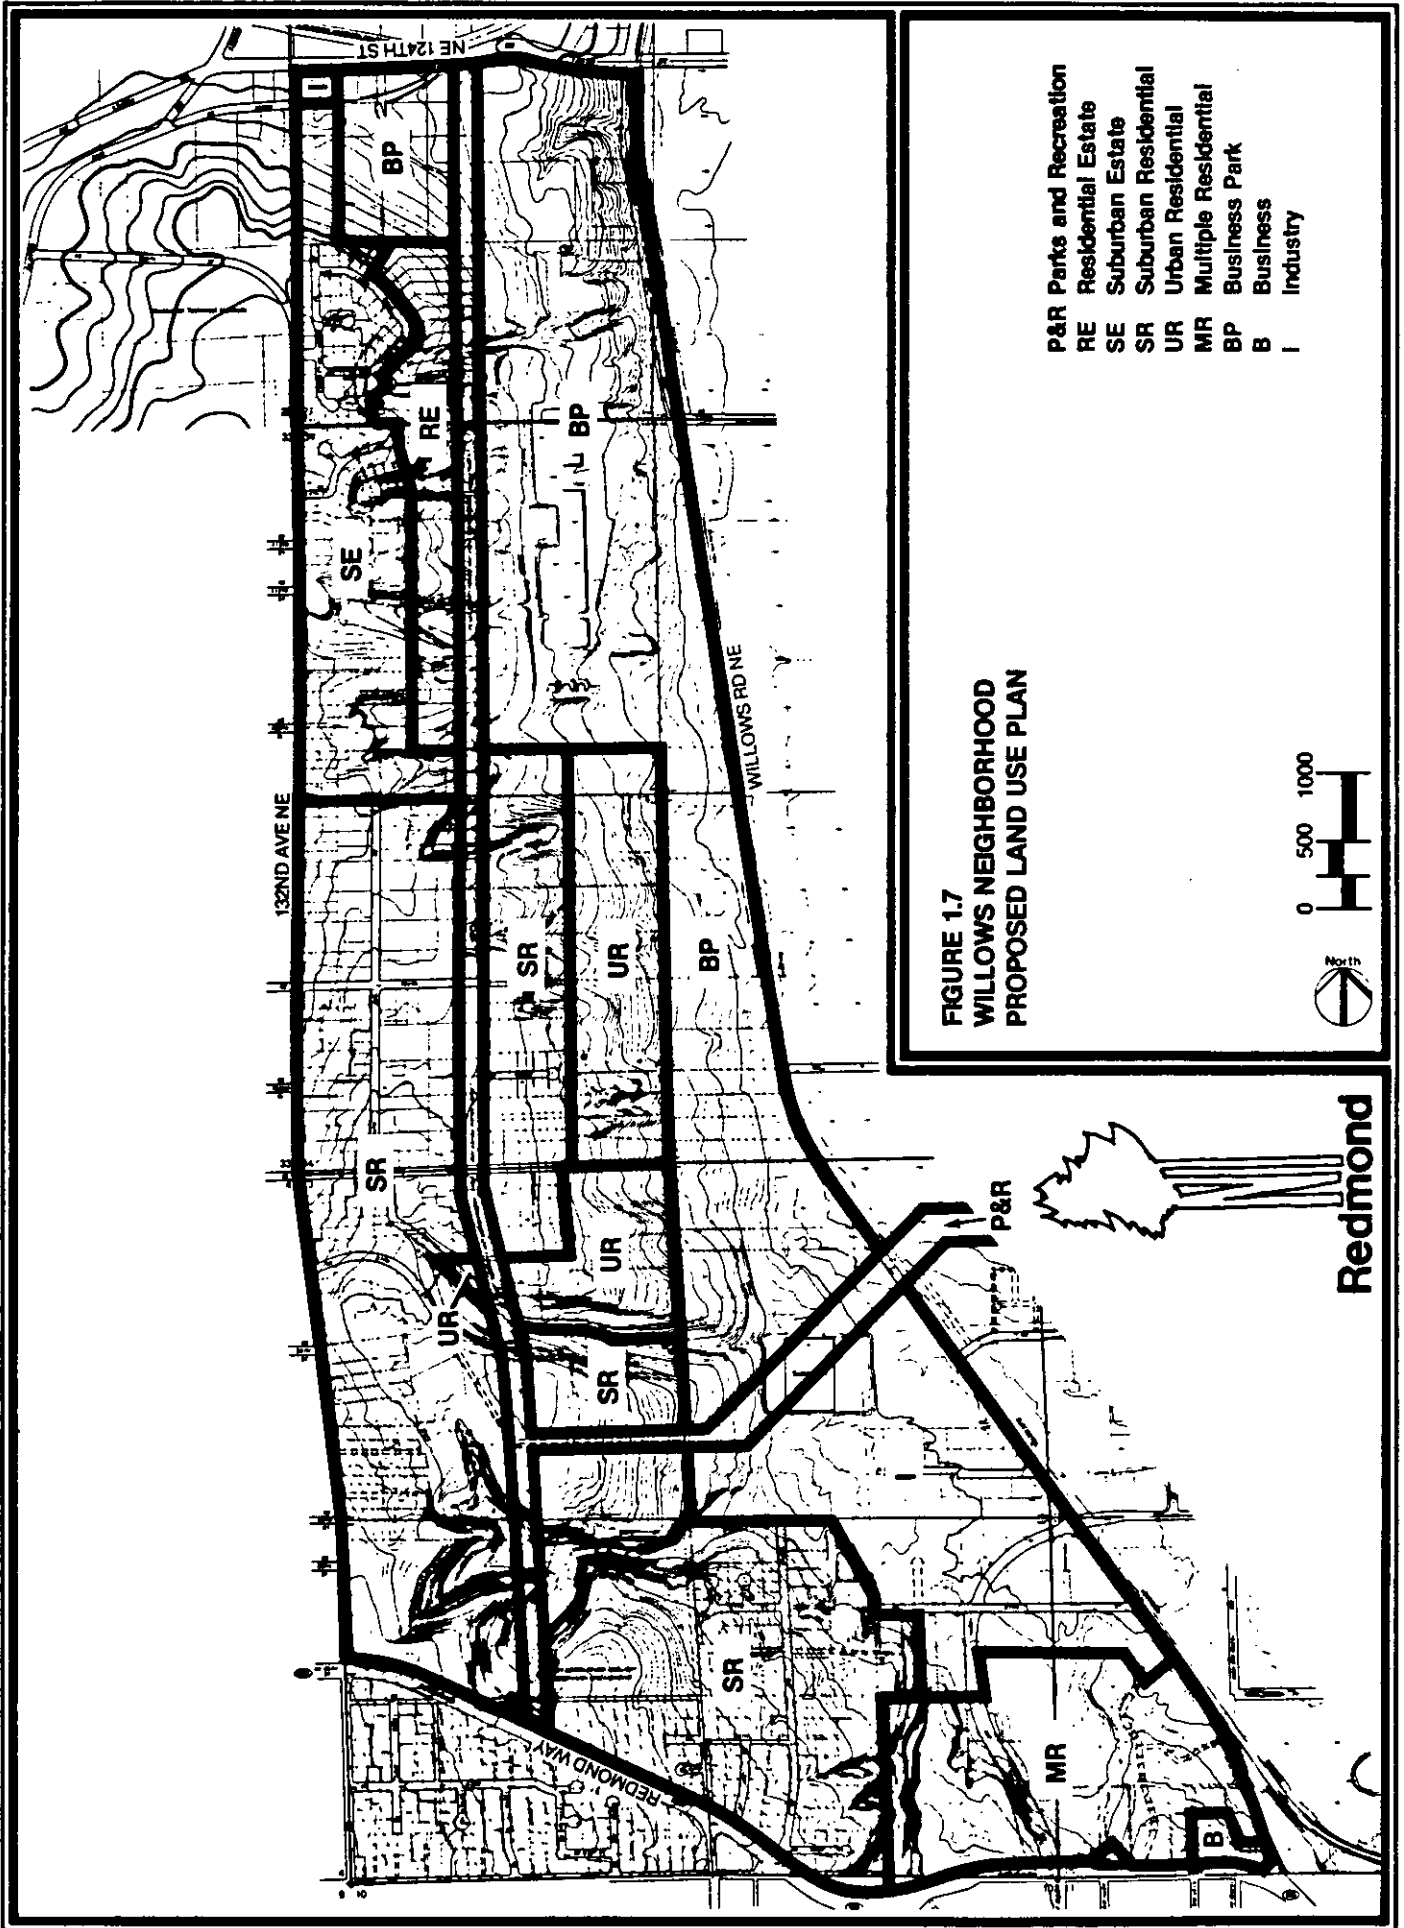 NE 124TH ST
I
BP
RE
BP
SE
WILLOWS RD NE
132ND AVE NE
SR
UR
BP
SR
UR
UR
SR
P&R
I
SR
REDMOND WAY
MR
B
P&R Parks and Recreation
RE Residential Estate
SE Suburban Estate
SR Suburban Residential
UR Urban Residential
MR Multiple Residential
BP Business Park
B Business
I Industry
FIGURE 1.7
WILLOWS NEIGHBORHOOD
PROPOSED LAND USE PLAN
North
0 500 1000
Redmond